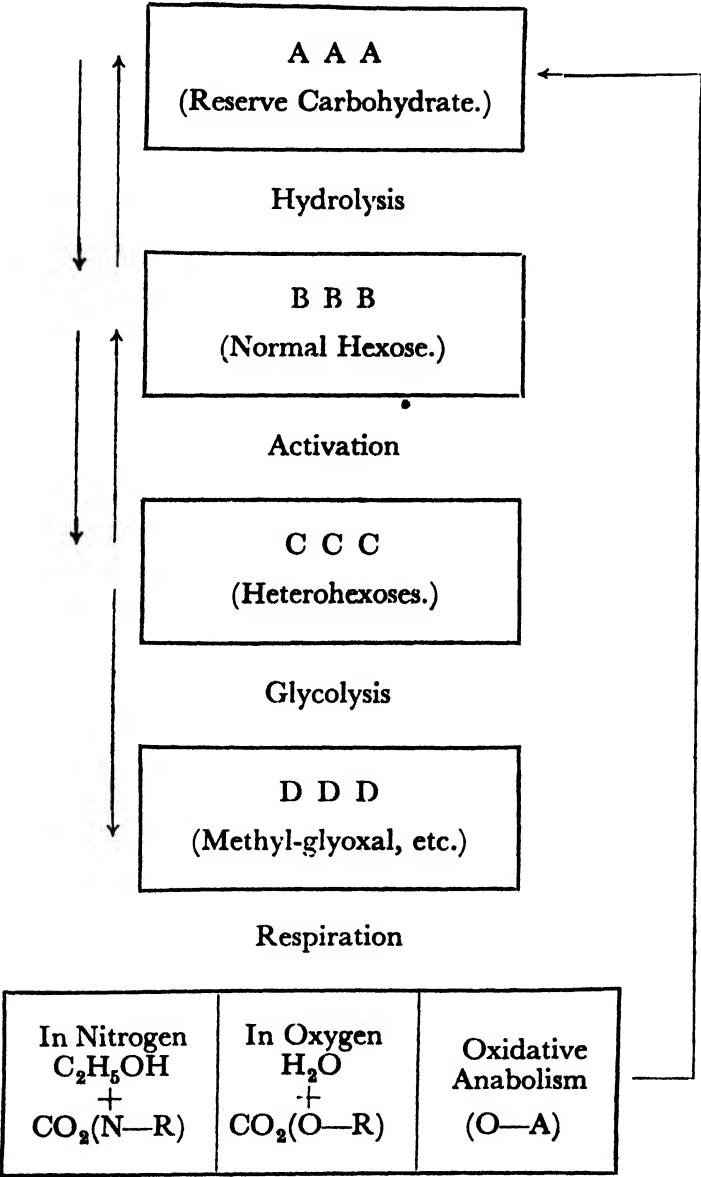 A A A
(Reserve Carbohydrate.)
Hydrolysis
B B B
(Normal Hexose.)
Activation
C C C
(Heterohexoses.)
Glycolysis
D D D
(Methyl-glyoxal, etc.)
Respiration
In Nitrogen
C₂H₅OH
+
CO₂(N—R)
In Oxygen
H₂O
+
CO₂(O—R)
Oxidative
Anabolism
(O—A)